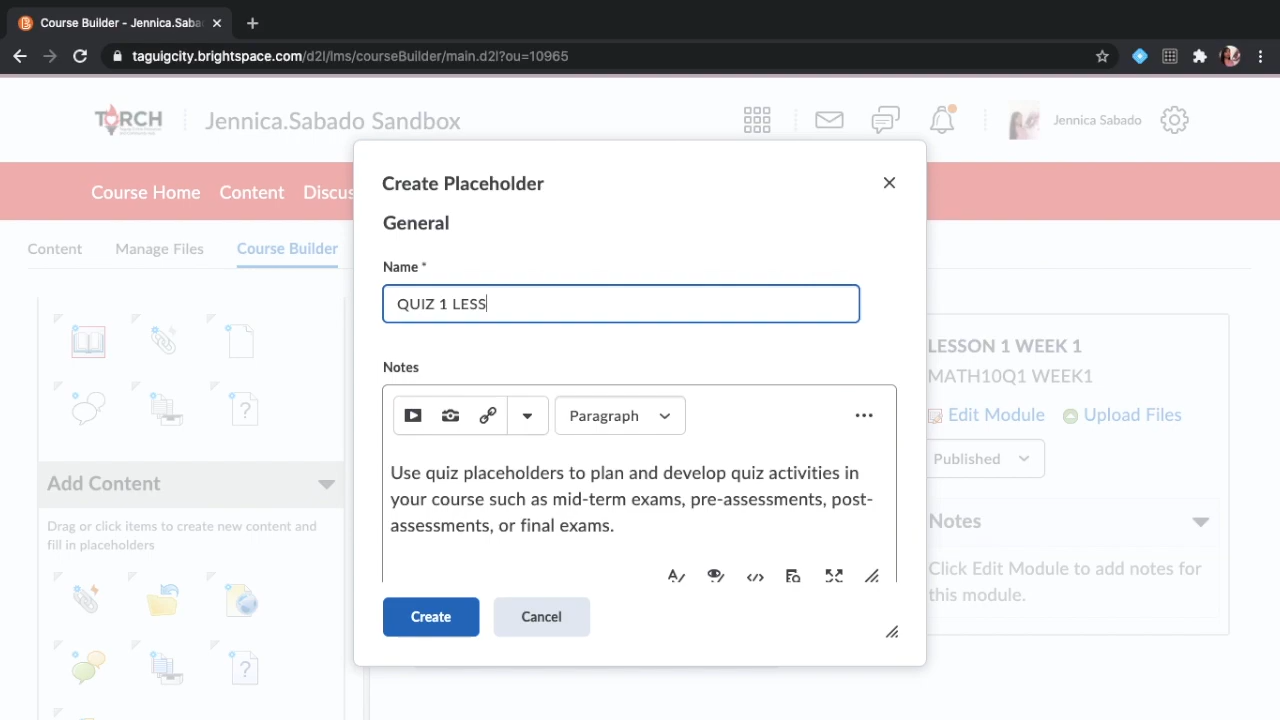 Course Builder - Jennica.Saba
taguigcity.brightspace.com/d2l/lms/courseBuilder/main.d2l?ou=10965
TORCH
Jennica.Sabado Sandbox
Jennica Sabado
Course Home
Content
Discus
Content
Manage Files
Course Builder
Add Content
Drag or click items to create new content and
fill in placeholders
Create Placeholder
General
Name *
QUIZ 1 LESS
Notes
Paragraph
Use quiz placeholders to plan and develop quiz activities in
your course such as mid-term exams, pre-assessments, post-
assessments, or final exams.
Create
Cancel
LESSON 1 WEEK 1
MATH10Q1 WEEK1
Edit Module
Upload Files
Published
Notes
Click Edit Module to add notes for
this module.